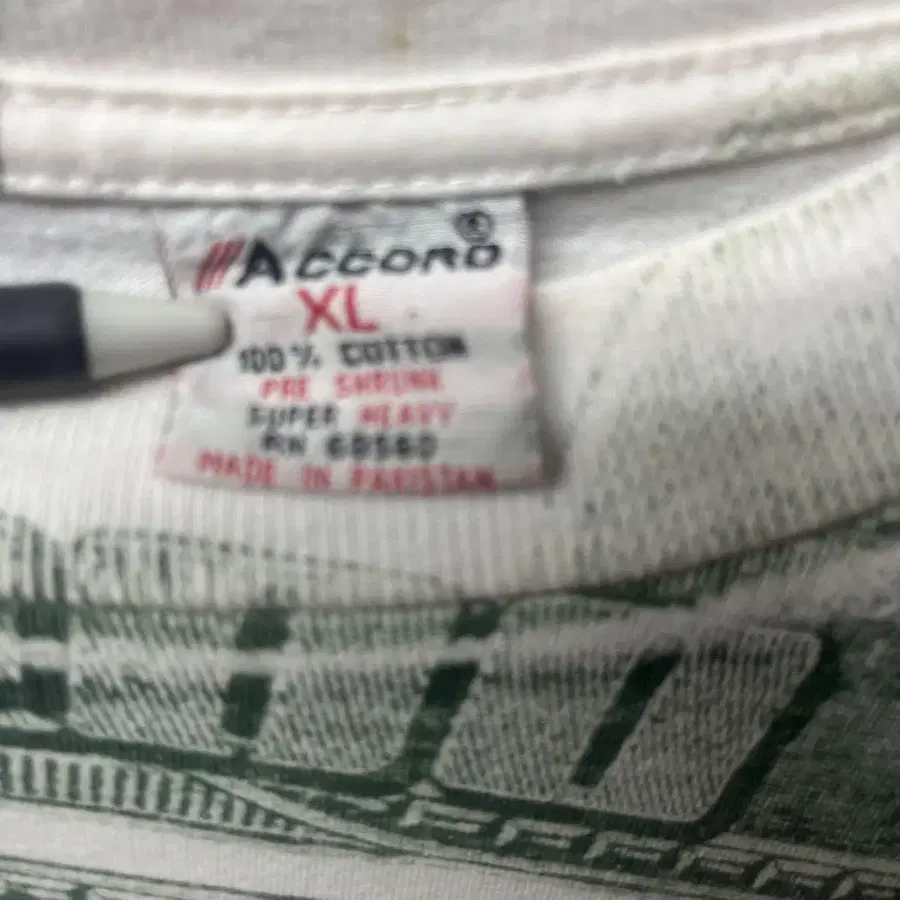 ACCORD ®
XL
100% COTTON
PRE SHRUNK
SUPER HEAVY
RN 60560
MADE IN PAKISTAN